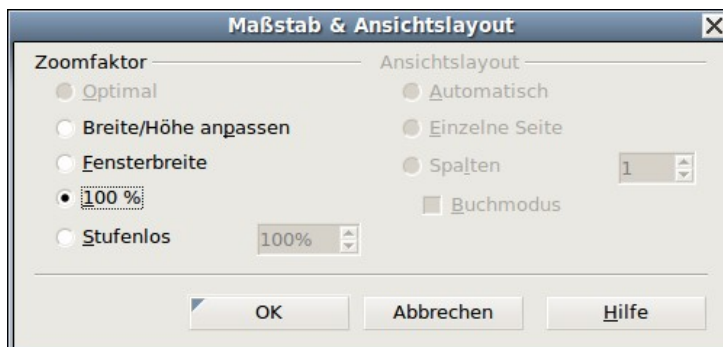 Maßstab & Ansichtslayout
Zoomfaktor
Optimal
Breite/Höhe anpassen
Fensterbreite
100 %
Stufenlos 100%
Ansichtslayout
Automatisch
Einzelne Seite
Spalten 1
Buchmodus
OK Abbrechen Hilfe